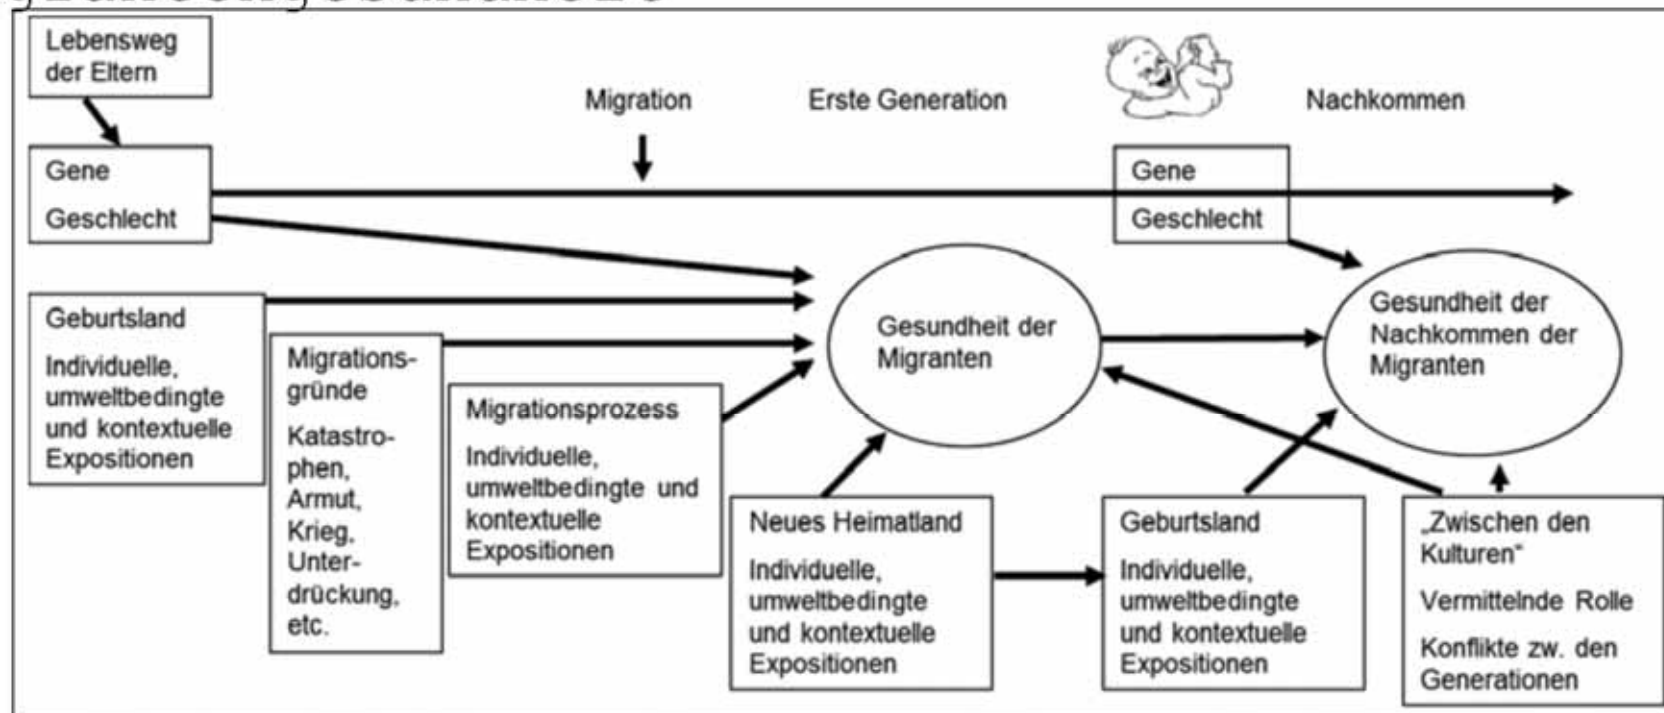 Lebensweg
der Eltern
Migration
Erste Generation
Nachkommen
Gene
Geschlecht
Gene
Geschlecht
Geburtsland
Individuelle,
umweltbedingte
und kontextuelle
Expositionen
Migrations-
gründe
Katastro-
phen,
Armut,
Krieg,
Unter-
drückung,
etc.
Migrationsprozess
Individuelle,
umweltbedingte und
kontextuelle
Expositionen
Gesundheit der
Migranten
Gesundheit der
Nachkommen der
Migranten
Neues Heimatland
Individuelle,
umweltbedingte
und kontextuelle
Expositionen
Geburtsland
Individuelle,
umweltbedingte
und kontextuelle
Expositionen
„Zwischen den
Kulturen“
Vermittelnde Rolle
Konflikte zw. den
Generationen